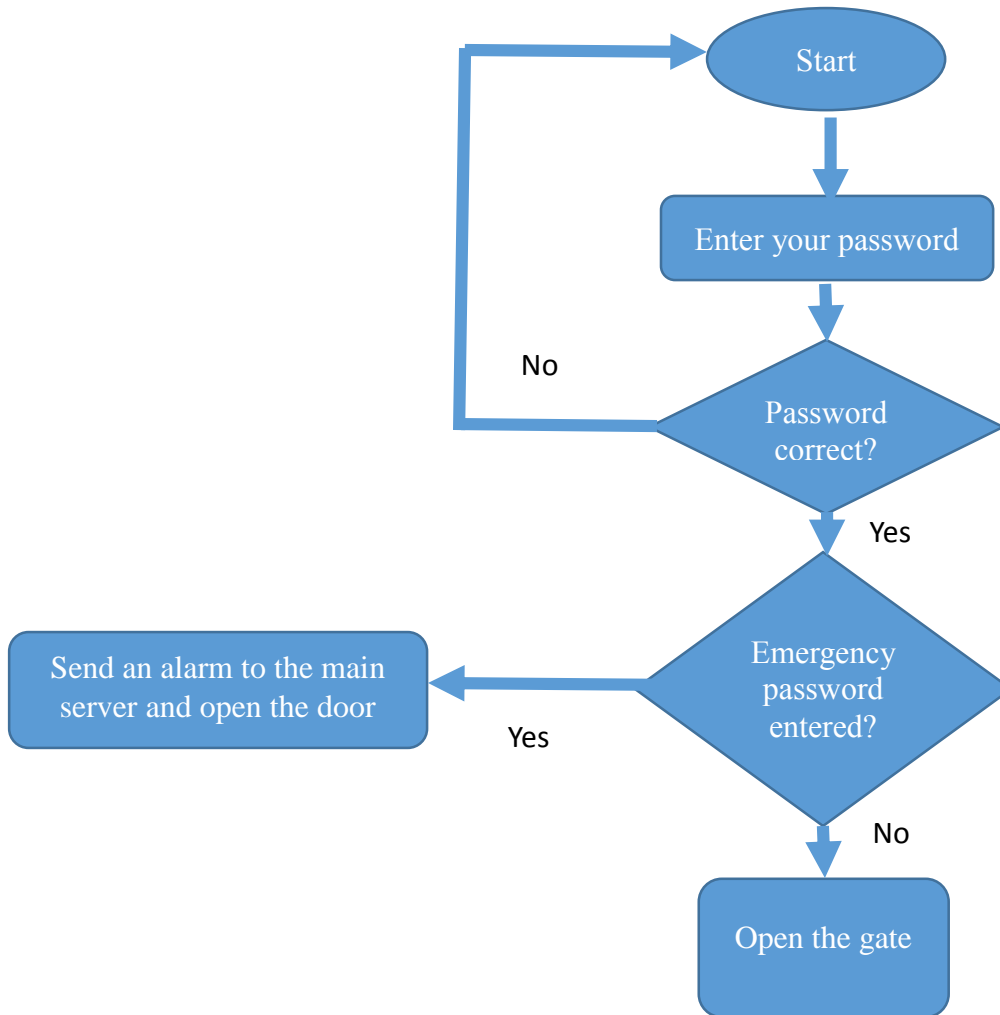 Start
Enter your password
No
Password
correct?
Yes
Emergency
password
entered?
Send an alarm to the main
server and open the door
Yes
No
Open the gate